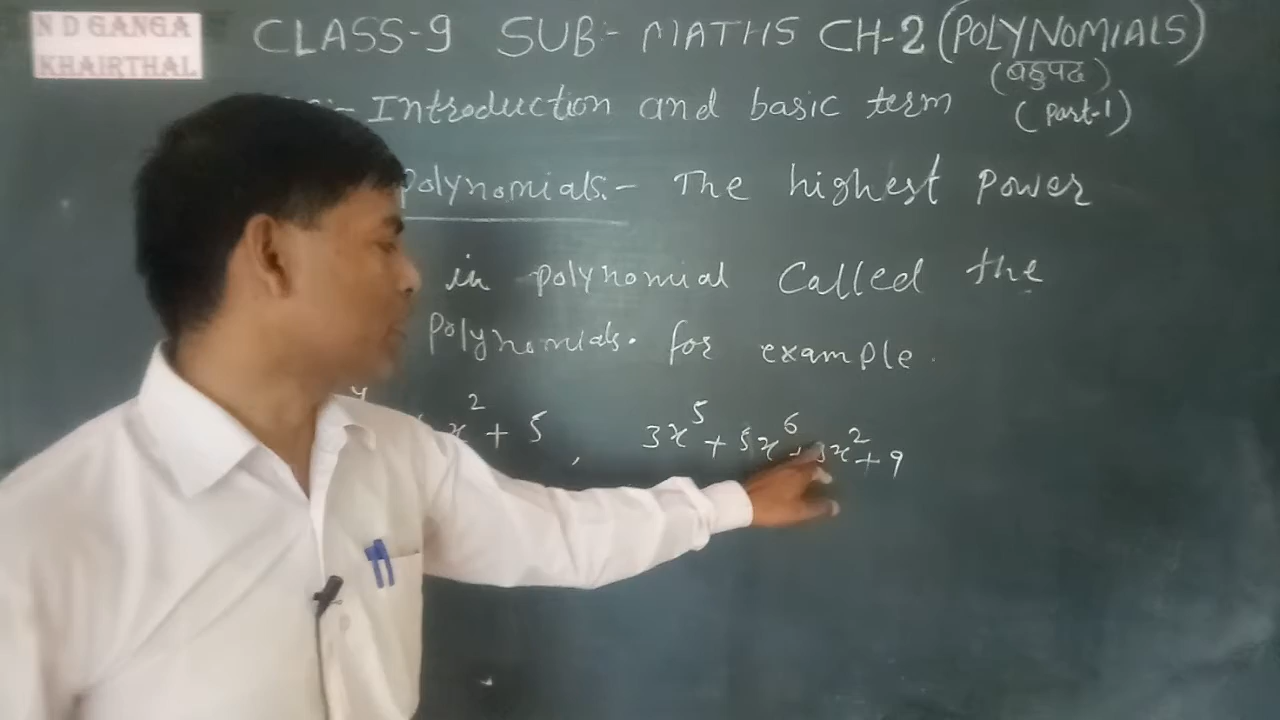 N D GANGA
KHAIRTHAL
CLASS-9 SUB:- MATHS CH-2 (POLYNOMIALS)
(बहुपद)
:- Introduction and basic term (Part-1)
polynomials:- The highest power
in polynomial called the
polynomials. for example.
x² + 5 , 3x⁵ + 5x⁶ + x² + 9